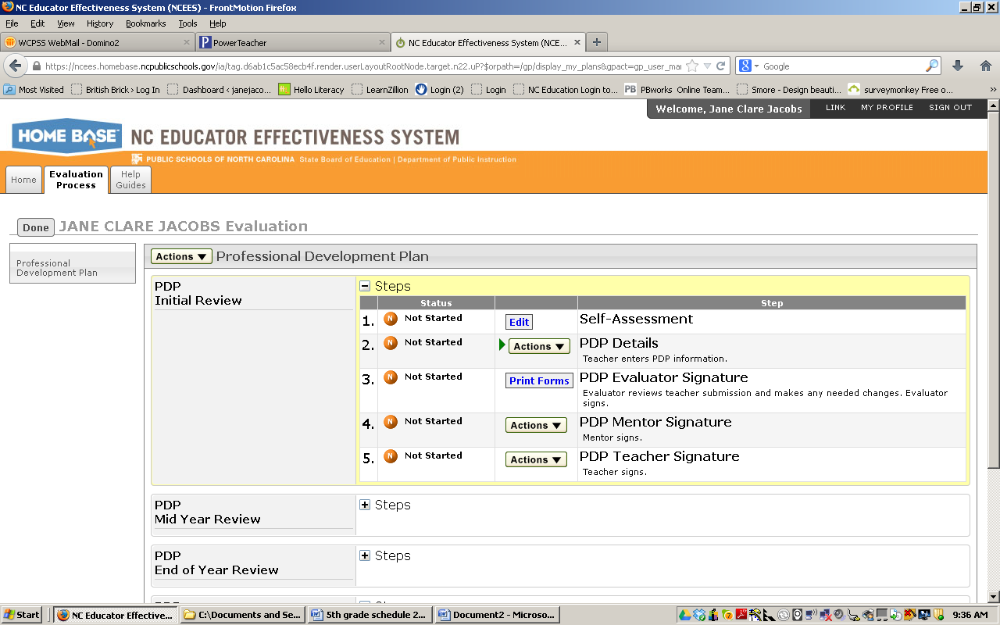 NC Educator Effectiveness System (NCEES) - FrontMotion Firefox
File Edit View History Bookmarks Tools Help
WCPSS WebMail - Domino2 PowerTeacher NC Educator Effectiveness System (NCE...
https://ncees.homebase.ncpublicschools.gov/ia/tag.d6ab1c5ac58ecb4f.render.userLayoutRootNode.target.n22.uP?$orpath=/gp/display_my_plans&gpact=gp_user_ma Google
Most Visited British Brick › Log In Dashboard ‹ janejaco... Hello Literacy LearnZillion Login (2) Login NC Education Login to... PB PBworks Online Team... Smore - Design beauti... surveymonkey Free o... »
Welcome, Jane Clare Jacobs LINK MY PROFILE SIGN OUT
HOME BASE NC EDUCATOR EFFECTIVENESS SYSTEM
PUBLIC SCHOOLS OF NORTH CAROLINA State Board of Education | Department of Public Instruction
Home Evaluation Process Help Guides
Done JANE CLARE JACOBS Evaluation
Professional Development Plan
Actions ▼ Professional Development Plan
PDP
Initial Review
Steps
Status Step
1. N Not Started Edit Self-Assessment
2. N Not Started Actions ▼ PDP Details
Teacher enters PDP information.
3. N Not Started Print Forms PDP Evaluator Signature
Evaluator reviews teacher submission and makes any needed changes. Evaluator
signs.
4. N Not Started Actions ▼ PDP Mentor Signature
Mentor signs.
5. N Not Started Actions ▼ PDP Teacher Signature
Teacher signs.
PDP
Mid Year Review
Steps
PDP
End of Year Review
Steps
Start NC Educator Effective... C:\Documents and Se... 5th grade schedule 2... Document2 - Microso... 9:36 AM